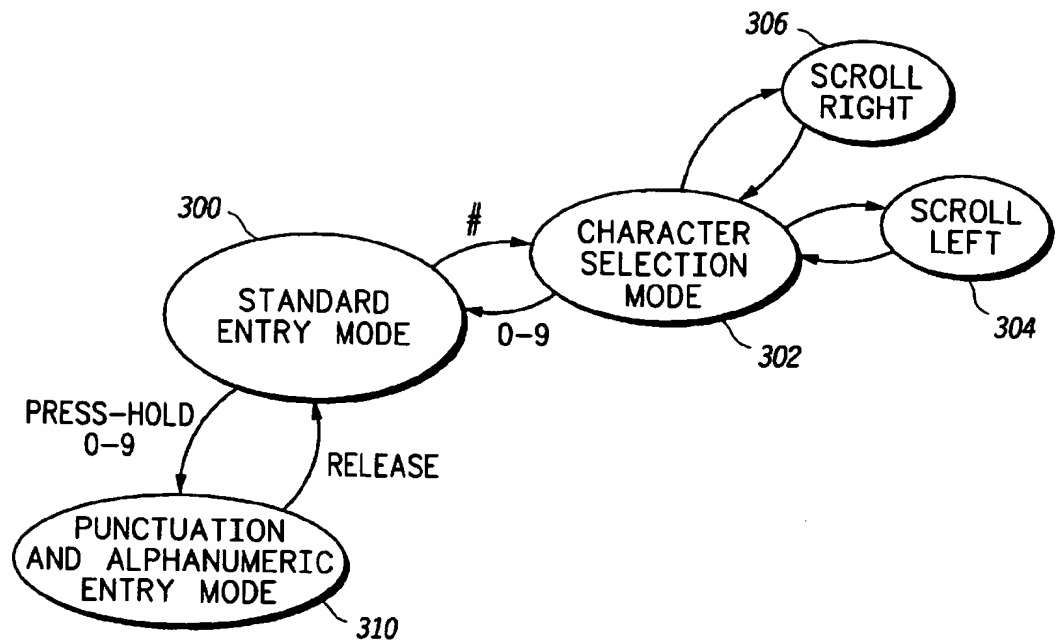 306
SCROLL
RIGHT
300
#
CHARACTER
SELECTION
MODE
SCROLL
LEFT
STANDARD
ENTRY MODE
0-9
302
304
PRESS-HOLD
0-9
RELEASE
PUNCTUATION
AND ALPHANUMERIC
ENTRY MODE
310